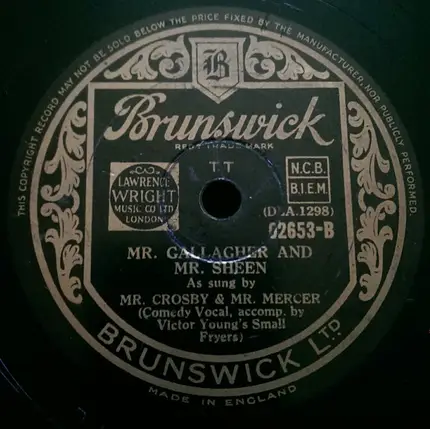 THIS COPYRIGHT RECORD MAY NOT BE SOLD BELOW THE PRICE FIXED BY THE MANUFACTURER, NOR PUBLICLY PERFORMED.
B
Brunswick
REGD TRADE MARK
TT
LAWRENCE
WRIGHT
MUSIC CO LTD
LONDON
N.C.B.
B.I.E.M.
(DLA.1298)
02653-B
MR. GALLAGHER AND
MR. SHEEN
As sung by
MR. CROSBY & MR. MERCER
(Comedy Vocal, accomp. by
Victor Young's Small
Fryers)
BRUNSWICK LTD
MADE IN ENGLAND